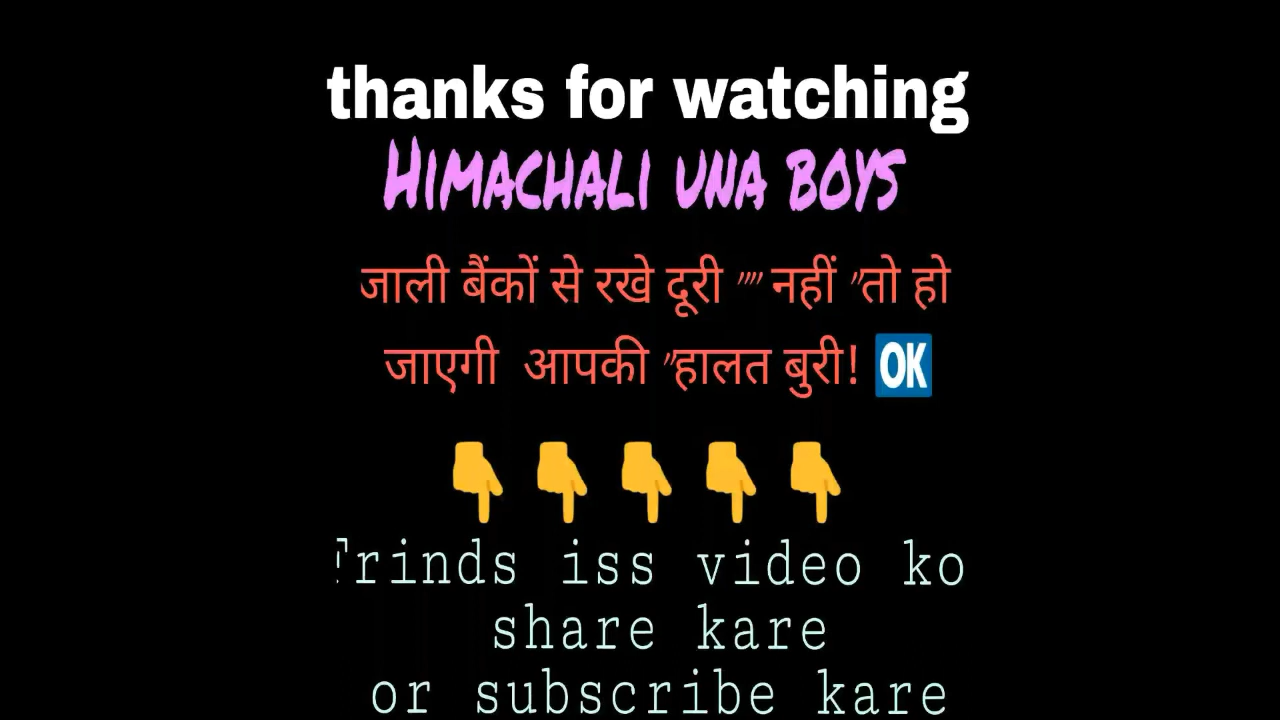 thanks for watching
HIMACHALI UNA BOYS
जाली बैंकों से रखे दूरी "" नहीं "तो हो
जाएगी आपकी "हालत बुरी! 🆗
👇 👇 👇 👇 👇
Frinds iss video ko
share kare
or subscribe kare